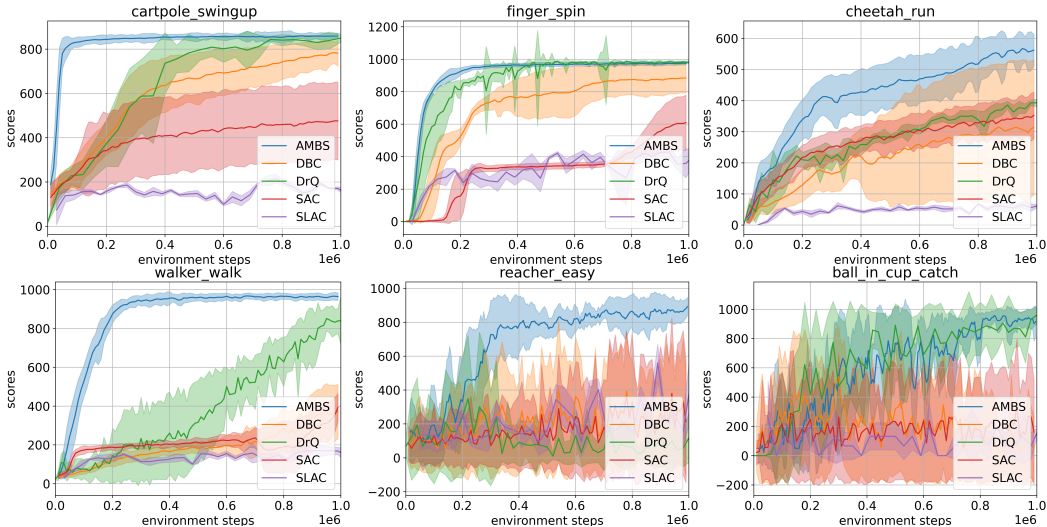 cartpole_swingup
800
600
400
200
0
scores
0.0
0.2
0.4
0.6
0.8
1.0
1e6
environment steps
AMBS
DBC
DrQ
SAC
SLAC
finger_spin
1200
1000
800
600
400
200
0
scores
0.0
0.2
0.4
0.6
0.8
1.0
1e6
environment steps
AMBS
DBC
DrQ
SAC
SLAC
cheetah_run
600
500
400
300
200
100
0
scores
0.0
0.2
0.4
0.6
0.8
1.0
1e6
environment steps
AMBS
DBC
DrQ
SAC
SLAC
walker_walk
1000
800
600
400
200
0
scores
0.0
0.2
0.4
0.6
0.8
1.0
1e6
environment steps
AMBS
DBC
DrQ
SAC
SLAC
reacher_easy
1000
800
600
400
200
0
−200
scores
0.0
0.2
0.4
0.6
0.8
1.0
1e6
environment steps
AMBS
DBC
DrQ
SAC
SLAC
ball_in_cup_catch
1000
800
600
400
200
0
−200
scores
0.0
0.2
0.4
0.6
0.8
1.0
1e6
environment steps
AMBS
DBC
DrQ
SAC
SLAC